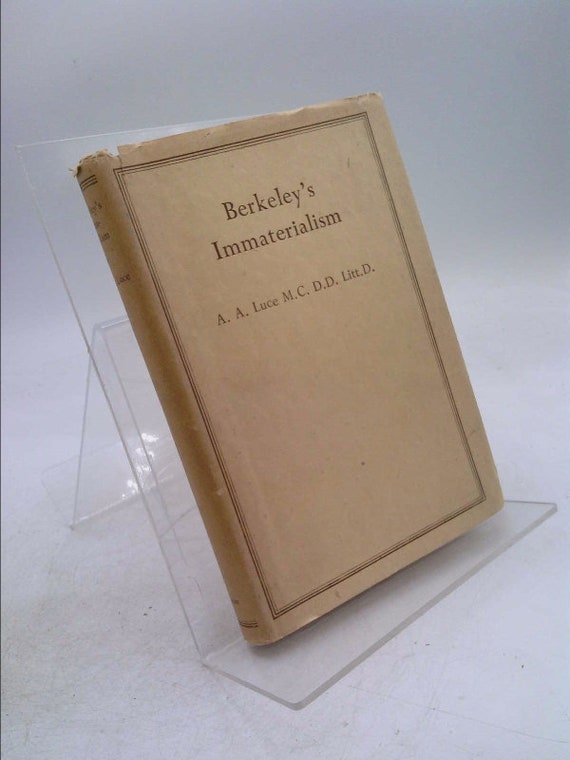 Berkeley's
Immaterialism
A. A. Luce M.C. D.D. Litt.D.